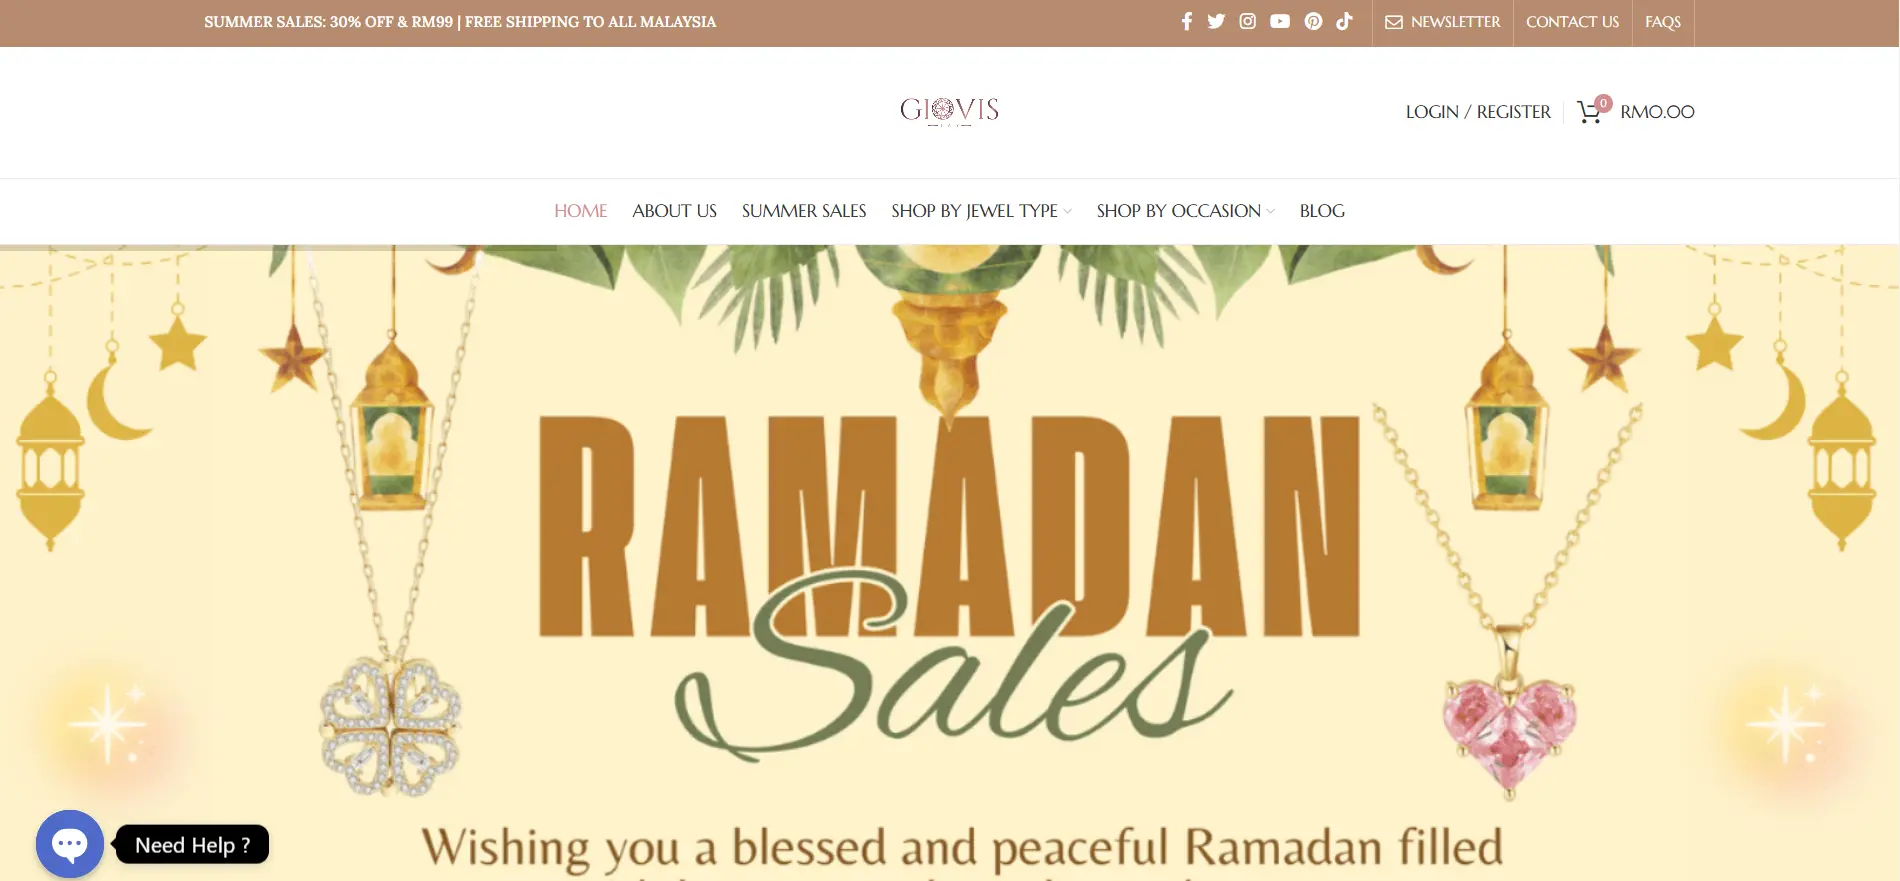 SUMMER SALES: 30% OFF & RM99 | FREE SHIPPING TO ALL MALAYSIA
NEWSLETTER
CONTACT US
FAQS
GIOVIS
LOGIN / REGISTER
0
RM0.00
HOME
ABOUT US
SUMMER SALES
SHOP BY JEWEL TYPE
SHOP BY OCCASION
BLOG
RAMADAN
Sales
Wishing you a blessed and peaceful Ramadan filled
Need Help ?